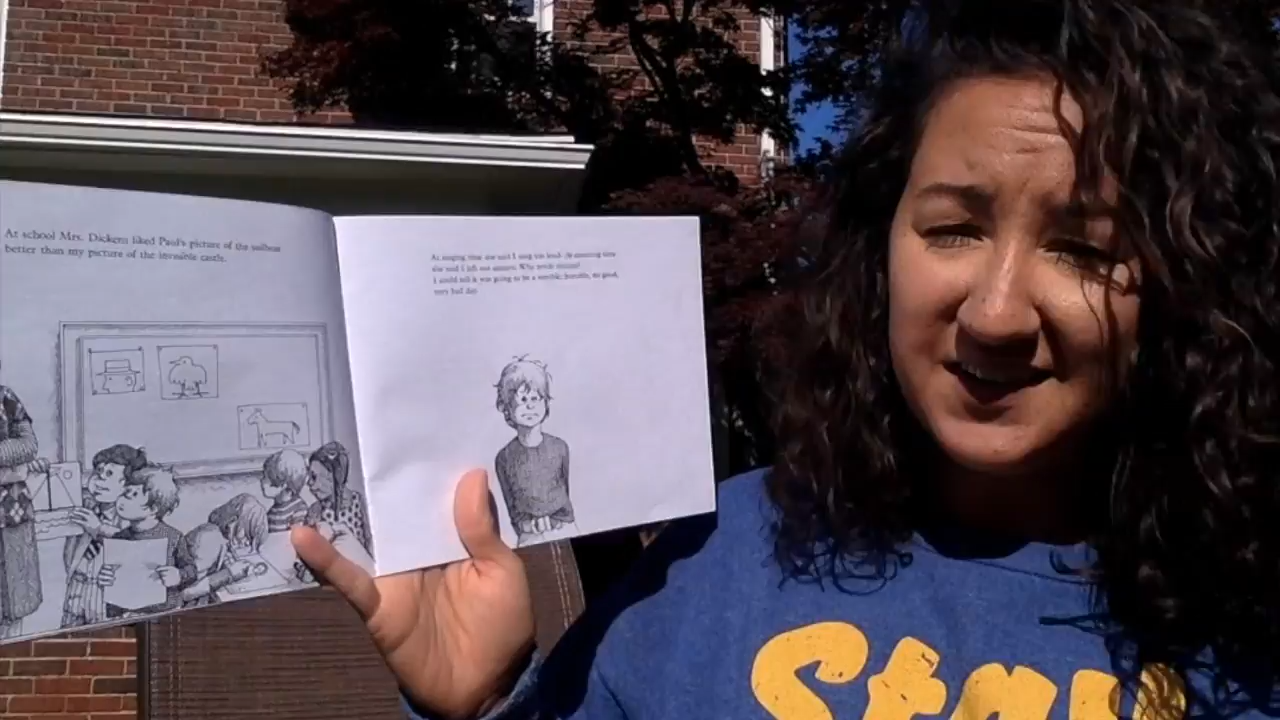 At school Mrs. Dickens liked Paul's picture of the sailboat
better than my picture of the invisible castle.
At singing time she said I sang too loud. At counting time
she said I left out sixteen. Who needs sixteen?
I could tell it was going to be a terrible, horrible, no good,
very bad day.
Stay